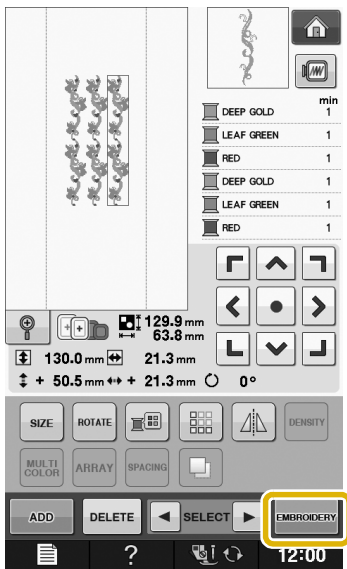 min
DEEP GOLD 1
LEAF GREEN 1
RED 1
DEEP GOLD 1
LEAF GREEN 1
RED 1
129.9 mm
63.8 mm
130.0 mm 21.3 mm
+ 50.5 mm + 21.3 mm 0°
SIZE ROTATE DENSITY
MULTI COLOR ARRAY SPACING
ADD DELETE SELECT EMBROIDERY
? 12:00